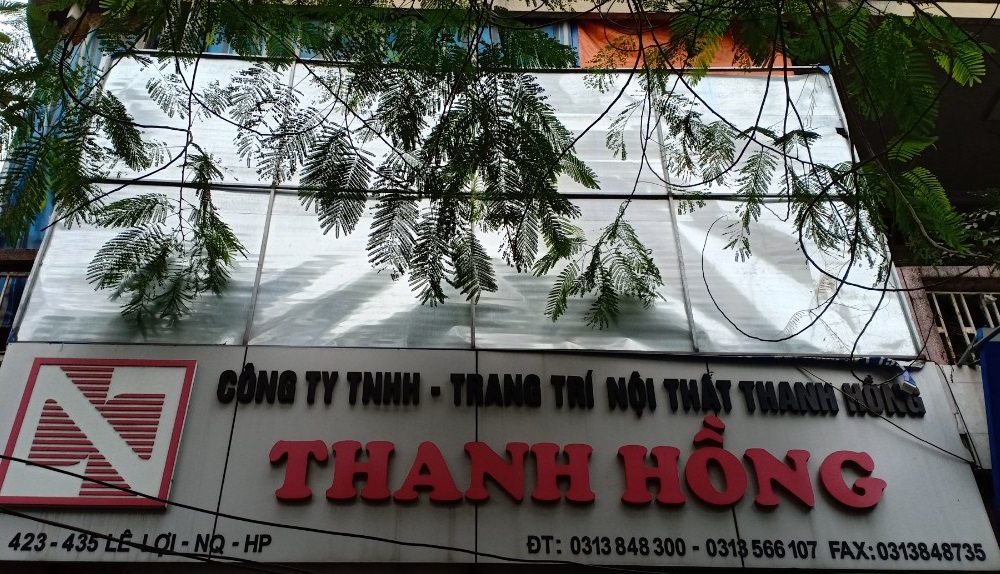 CÔNG TY TNHH - TRANG TRÍ NỘI THẤT THANH HỒNG
THANH HỒNG
423 - 435 LÊ LỢI - NQ - HP
ĐT: 0313 848 300 - 0313 566 107 FAX: 0313848735